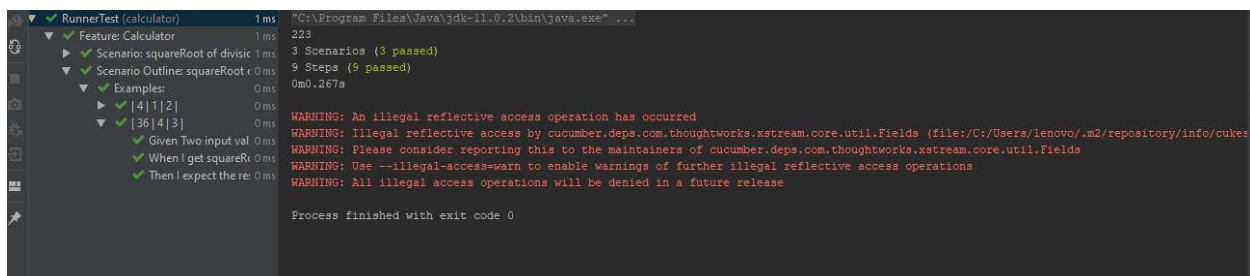 RunnerTest (calculator) 1 ms
Feature: Calculator 1 ms
Scenario: squareRoot of divisic 1 ms
Scenario Outline: squareRoot 0 ms
Examples: 0 ms
| 4 | 1 | 2 | 0 ms
| 36 | 4 | 3 | 0 ms
Given Two input val 0 ms
When I get squareRo 0 ms
Then I expect the re 0 ms
"C:\Program Files\Java\jdk-11.0.2\bin\java.exe" ...
223
3 Scenarios (3 passed)
9 Steps (9 passed)
0m0.267s
WARNING: An illegal reflective access operation has occurred
WARNING: Illegal reflective access by cucumber.deps.com.thoughtworks.xstream.core.util.Fields (file:/C:/Users/lenovo/.m2/repository/info/cukes
WARNING: Please consider reporting this to the maintainers of cucumber.deps.com.thoughtworks.xstream.core.util.Fields
WARNING: Use --illegal-access=warn to enable warnings of further illegal reflective access operations
WARNING: All illegal access operations will be denied in a future release
Process finished with exit code 0